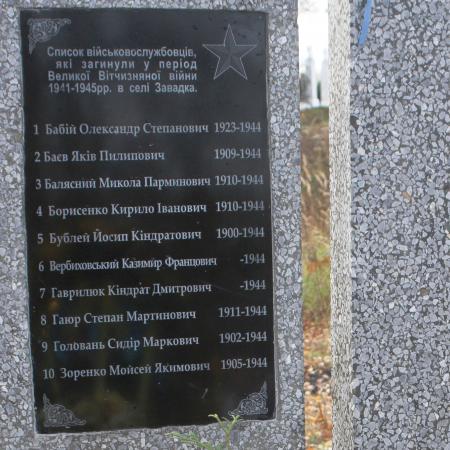 Список військовослужбовців,
які загинули у період
Великої Вітчизняної війни
1941-1945рр. в селі Завадка.
1 Бабій Олександр Степанович 1923-1944
2 Баєв Яків Пилипович 1909-1944
3 Балясний Микола Парминович 1910-1944
4 Борисенко Кирило Іванович 1910-1944
5 Бублей Йосип Кіндратович 1900-1944
6 Вербиховський Казимир Францович -1944
7 Гаврилюк Кіндрат Дмитрович -1944
8 Гаюр Степан Мартинович 1911-1944
9 Головань Сидір Маркович 1902-1944
10 Зоренко Мойсей Якимович 1905-1944